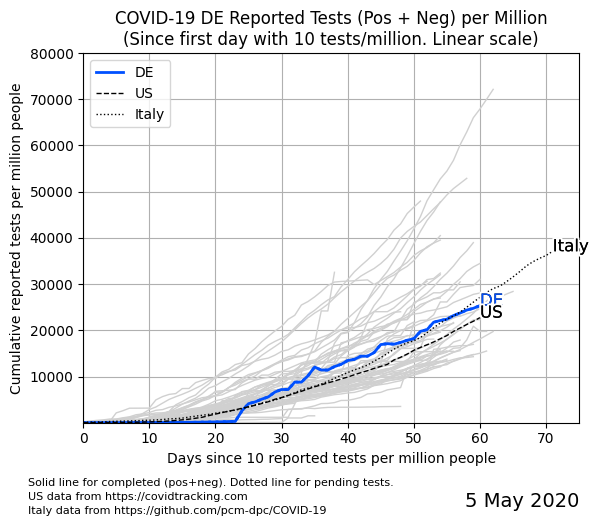 COVID-19 DE Reported Tests (Pos + Neg) per Million
(Since first day with 10 tests/million. Linear scale)
Cumulative reported tests per million people
80000
70000
60000
50000
40000
30000
20000
10000
DE
US
Italy
Italy
DE
US
0 10 20 30 40 50 60 70
Days since 10 reported tests per million people
Solid line for completed (pos+neg). Dotted line for pending tests.
US data from https://covidtracking.com
Italy data from https://github.com/pcm-dpc/COVID-19
5 May 2020